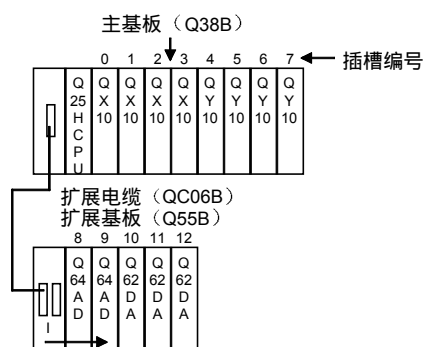 主基板（Q38B）
0 1 2 3 4 5 6 7 插槽编号
Q25HCPU QX10 QX10 QX10 QX10 QY10 QY10 QY10 QY10
扩展电缆（QC06B）
扩展基板（Q55B）
8 9 10 11 12
Q64AD Q64AD Q62DA Q62DA Q62DA
I